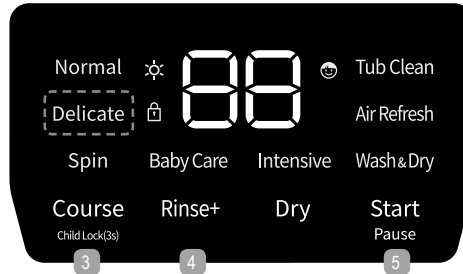 Normal 88 Tub Clean
Delicate Air Refresh
Spin Baby Care Intensive Wash&Dry
Course Rinse+ Dry Start
Child Lock(3s) Pause
3 4 5